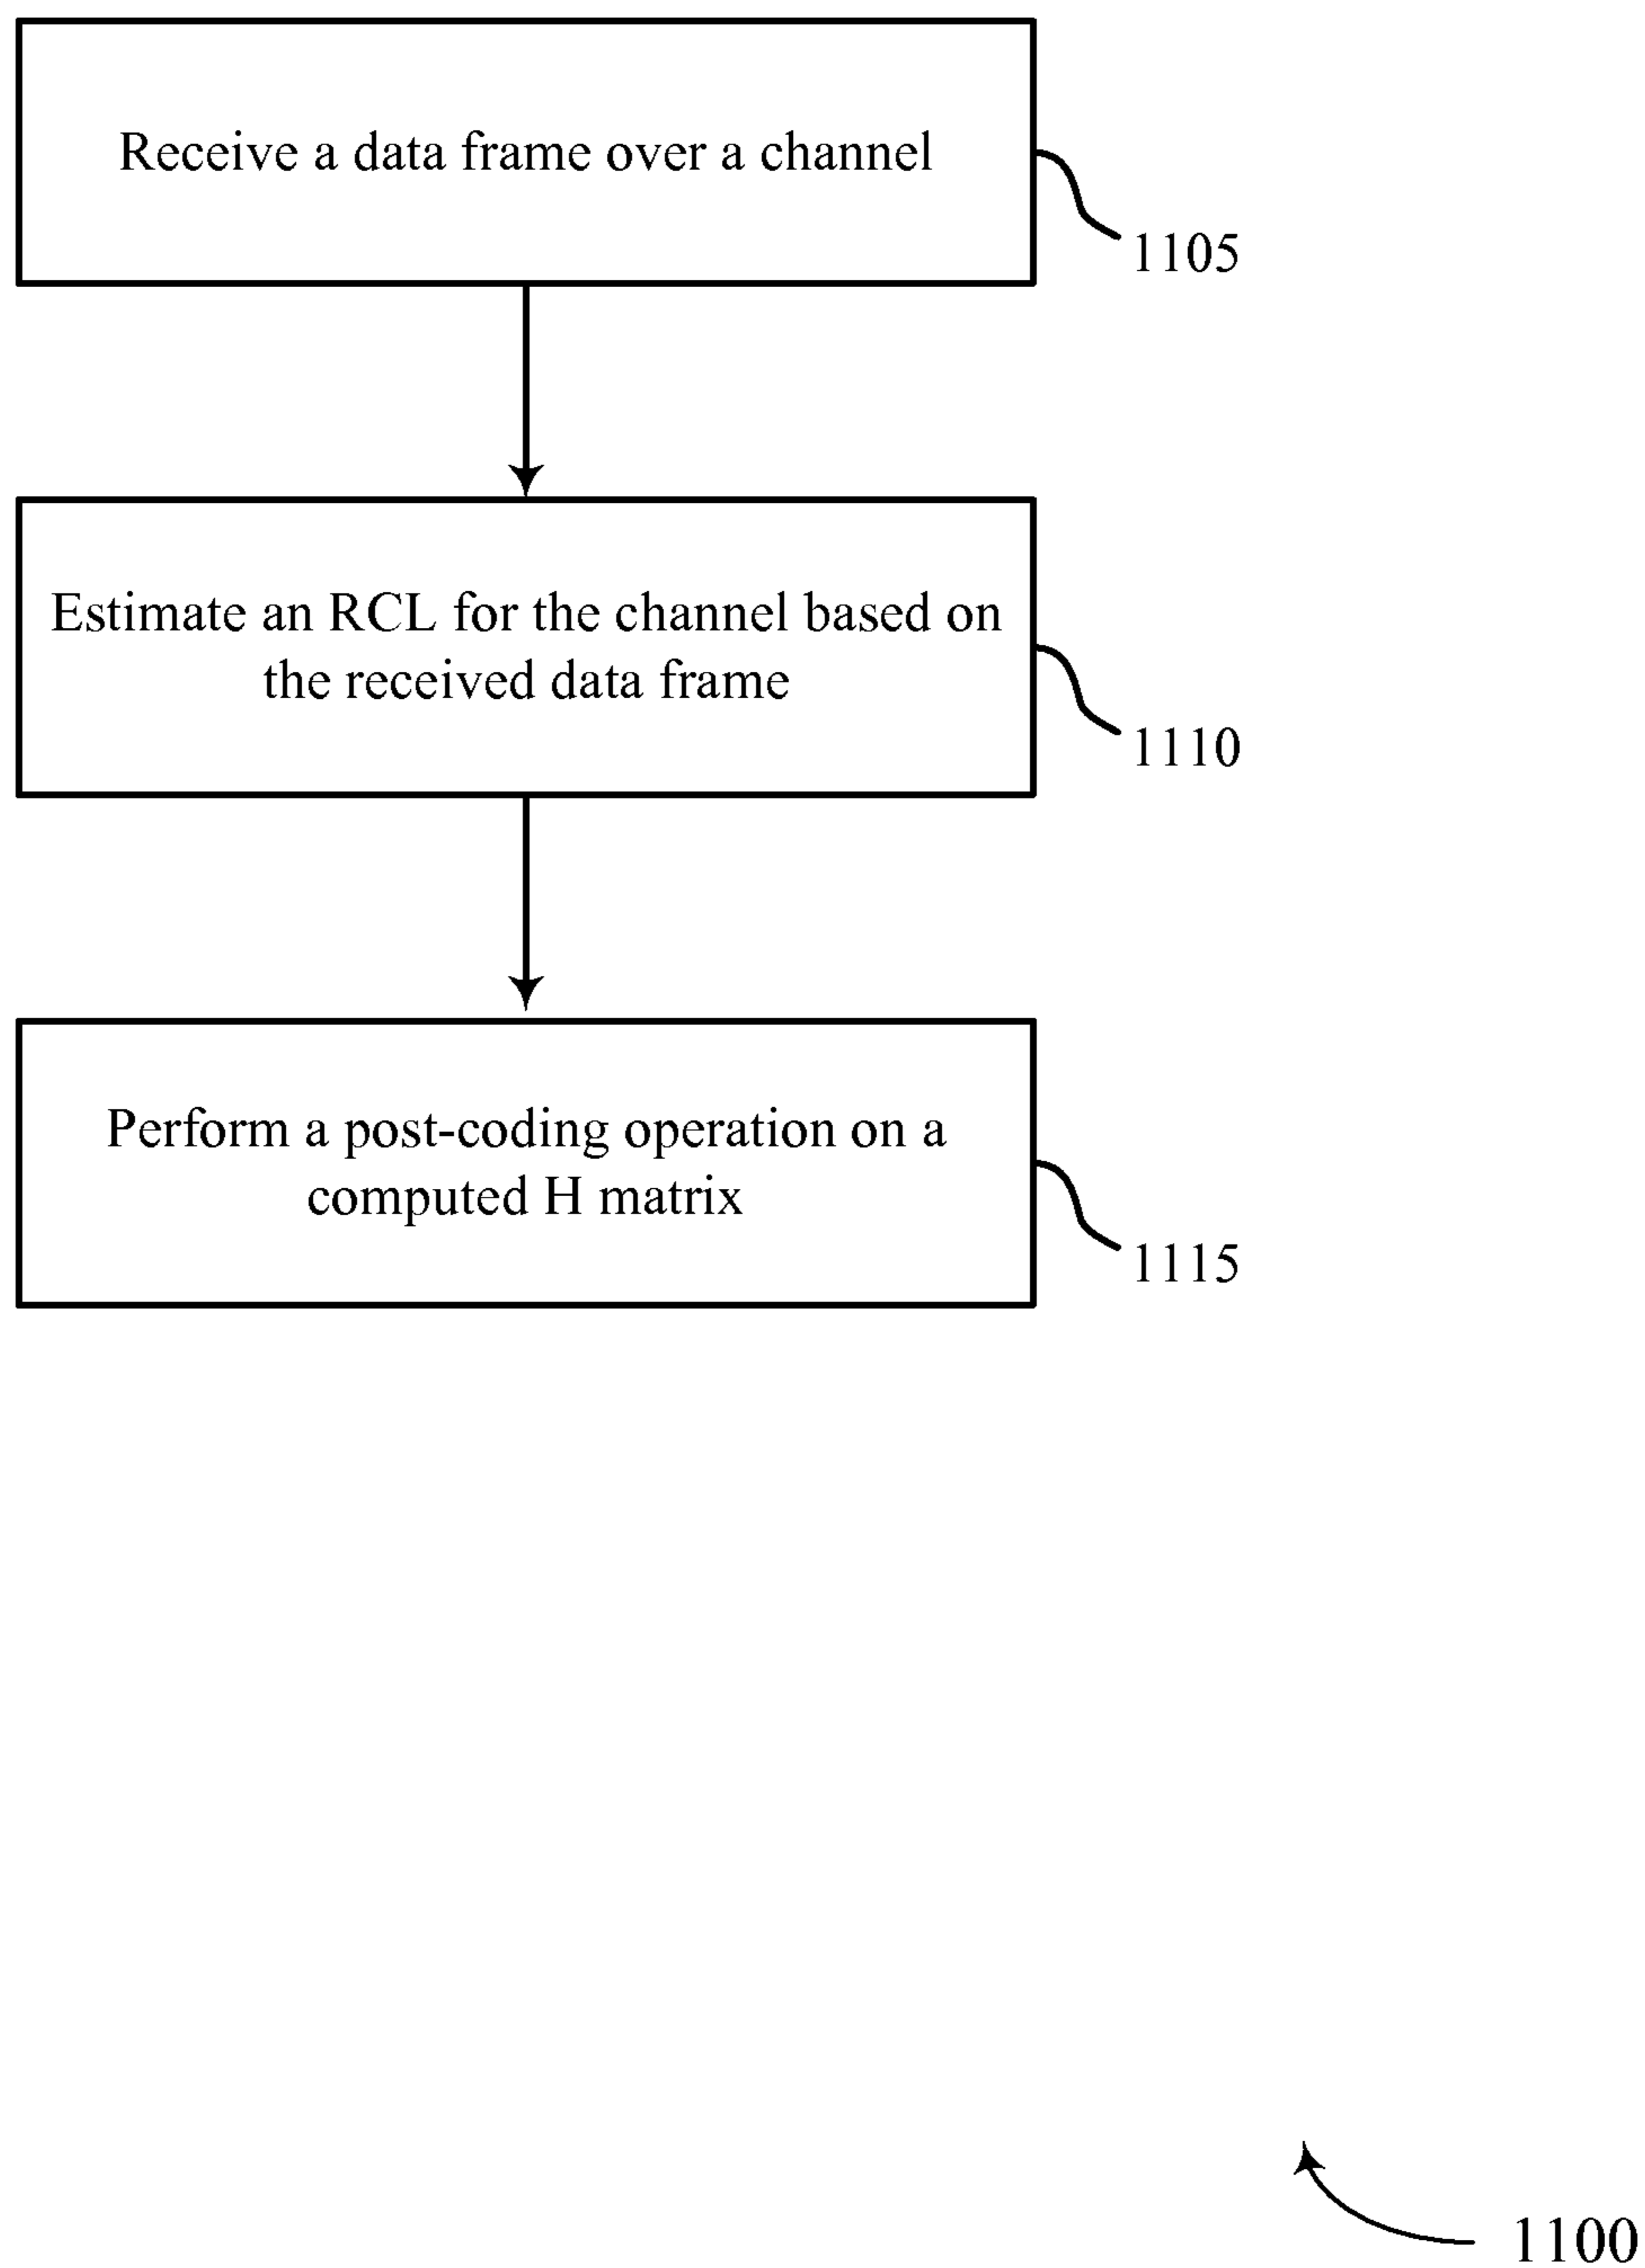 Receive a data frame over a channel
1105
Estimate an RCL for the channel based on
the received data frame
1110
Perform a post-coding operation on a
computed H matrix
1115
1100